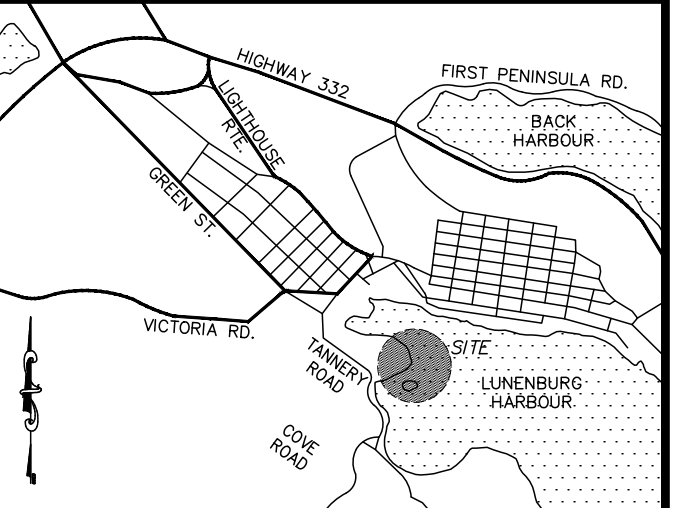 HIGHWAY 332
FIRST PENINSULA RD.
LIGHTHOUSE
RTE.
BACK
HARBOUR
GREEN ST.
VICTORIA RD.
TANNERY
ROAD
SITE
LUNENBURG
HARBOUR
COVE
ROAD